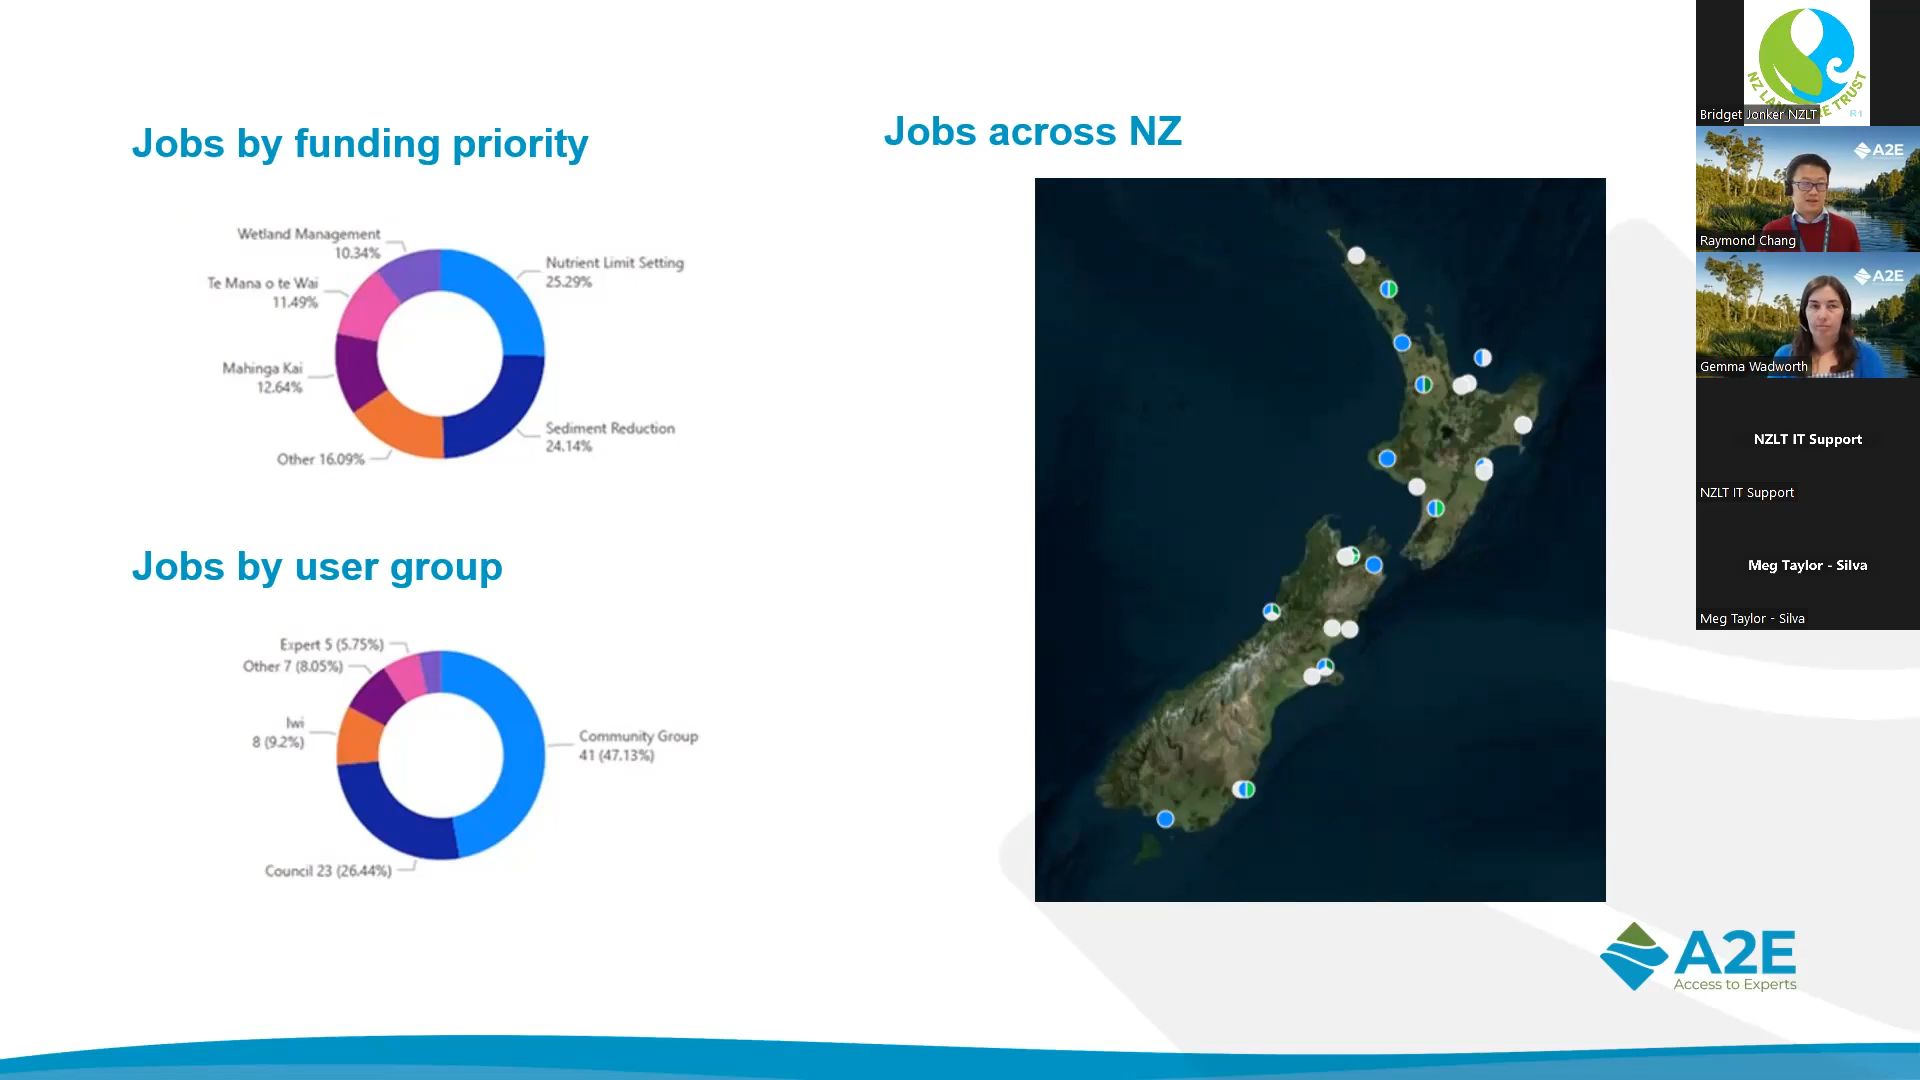 Jobs by funding priority
Wetland Management
10.34%
Te Mana o te Wai
11.49%
Mahinga Kai
12.64%
Other 16.09%
Nutrient Limit Setting
25.29%
Sediment Reduction
24.14%
Jobs by user group
Expert 5 (5.75%)
Other 7 (8.05%)
Iwi
8 (9.2%)
Council 23 (26.44%)
Community Group
41 (47.13%)
Jobs across NZ
A2E
Access to Experts
Bridget Jonker NZLT
A2E
Raymond Chang
A2E
Gemma Wadworth
NZLT IT Support
NZLT IT Support
Meg Taylor - Silva
Meg Taylor - Silva